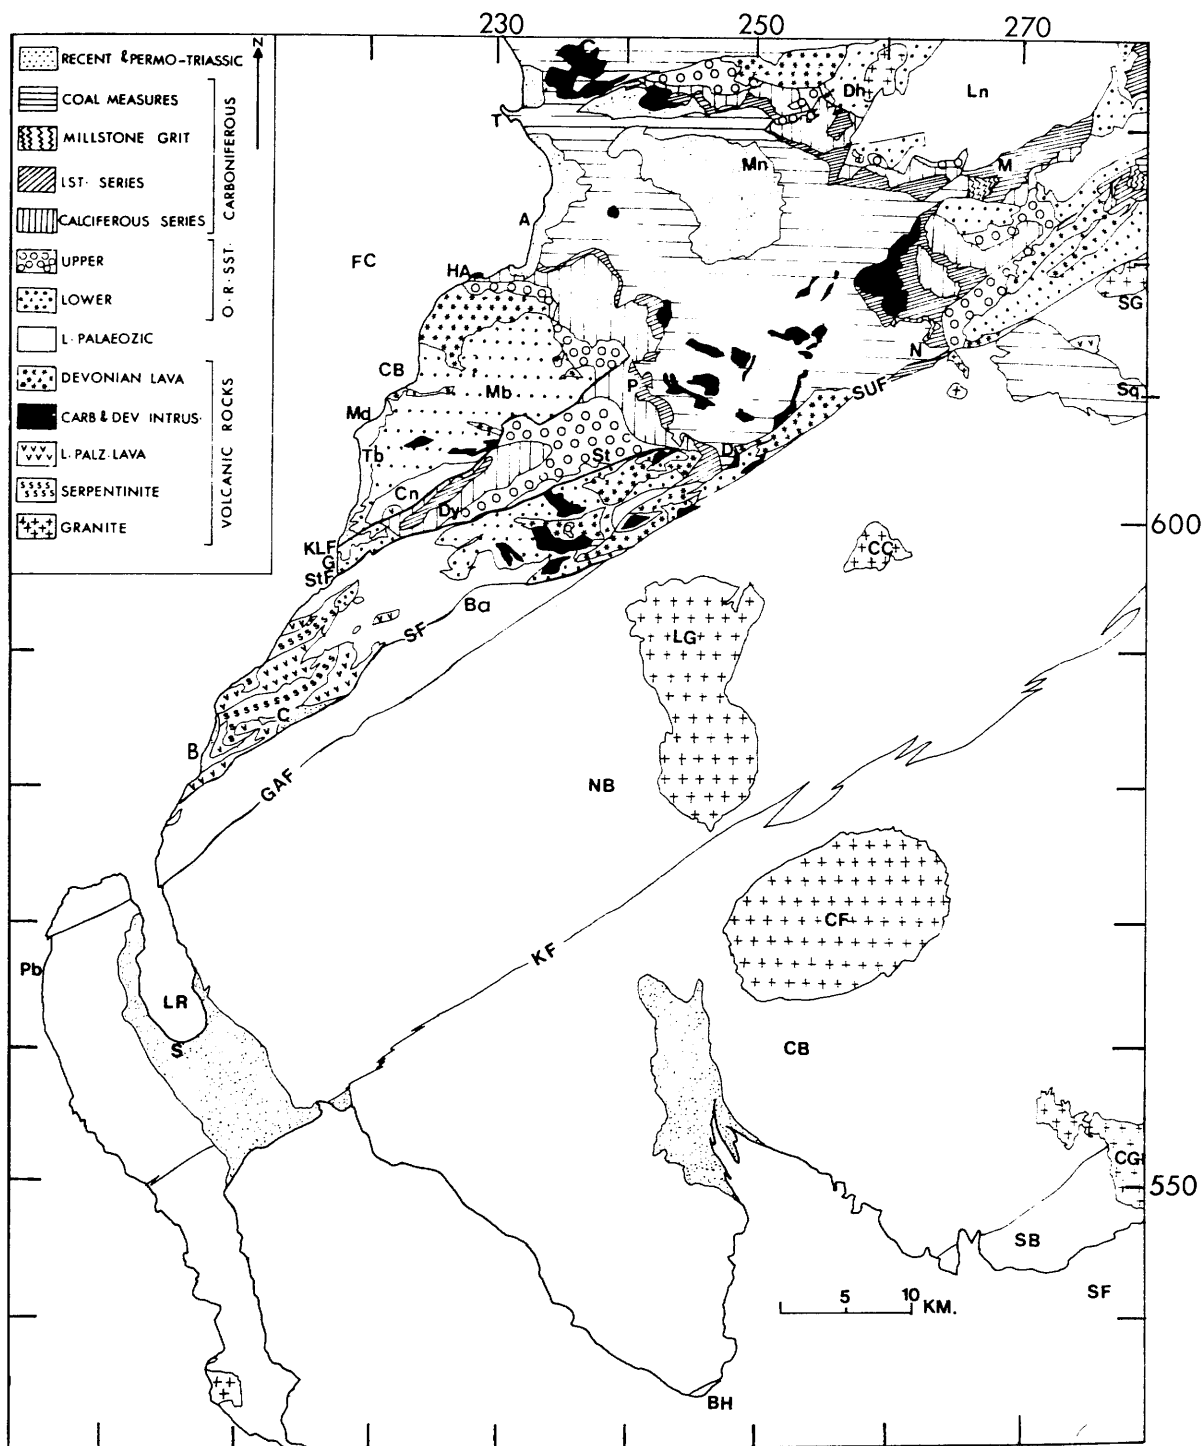 230 250 270
N
RECENT & PERMO-TRIASSIC
COAL MEASURES
MILLSTONE GRIT
LST. SERIES
CALCIFEROUS SERIES
CARBONIFEROUS
UPPER
LOWER
O.R.SST.
L. PALAEOZIC
DEVONIAN LAVA
CARB & DEV INTRUS.
L. PALZ. LAVA
SERPENTINITE
GRANITE
VOLCANIC ROCKS
C
Dh
Ln
T
Mn
M
A
FC
HA
SG
N
CB
P
Mb
SUF
Sq
Md
Tb
St
D
Cn
Dy
600
KLF
G
StF
CC
Ba
SF
LG
C
B
GAF
NB
CF
KF
Pb
LR
S
CB
CG
550
SB
SF
5 10 KM.
BH